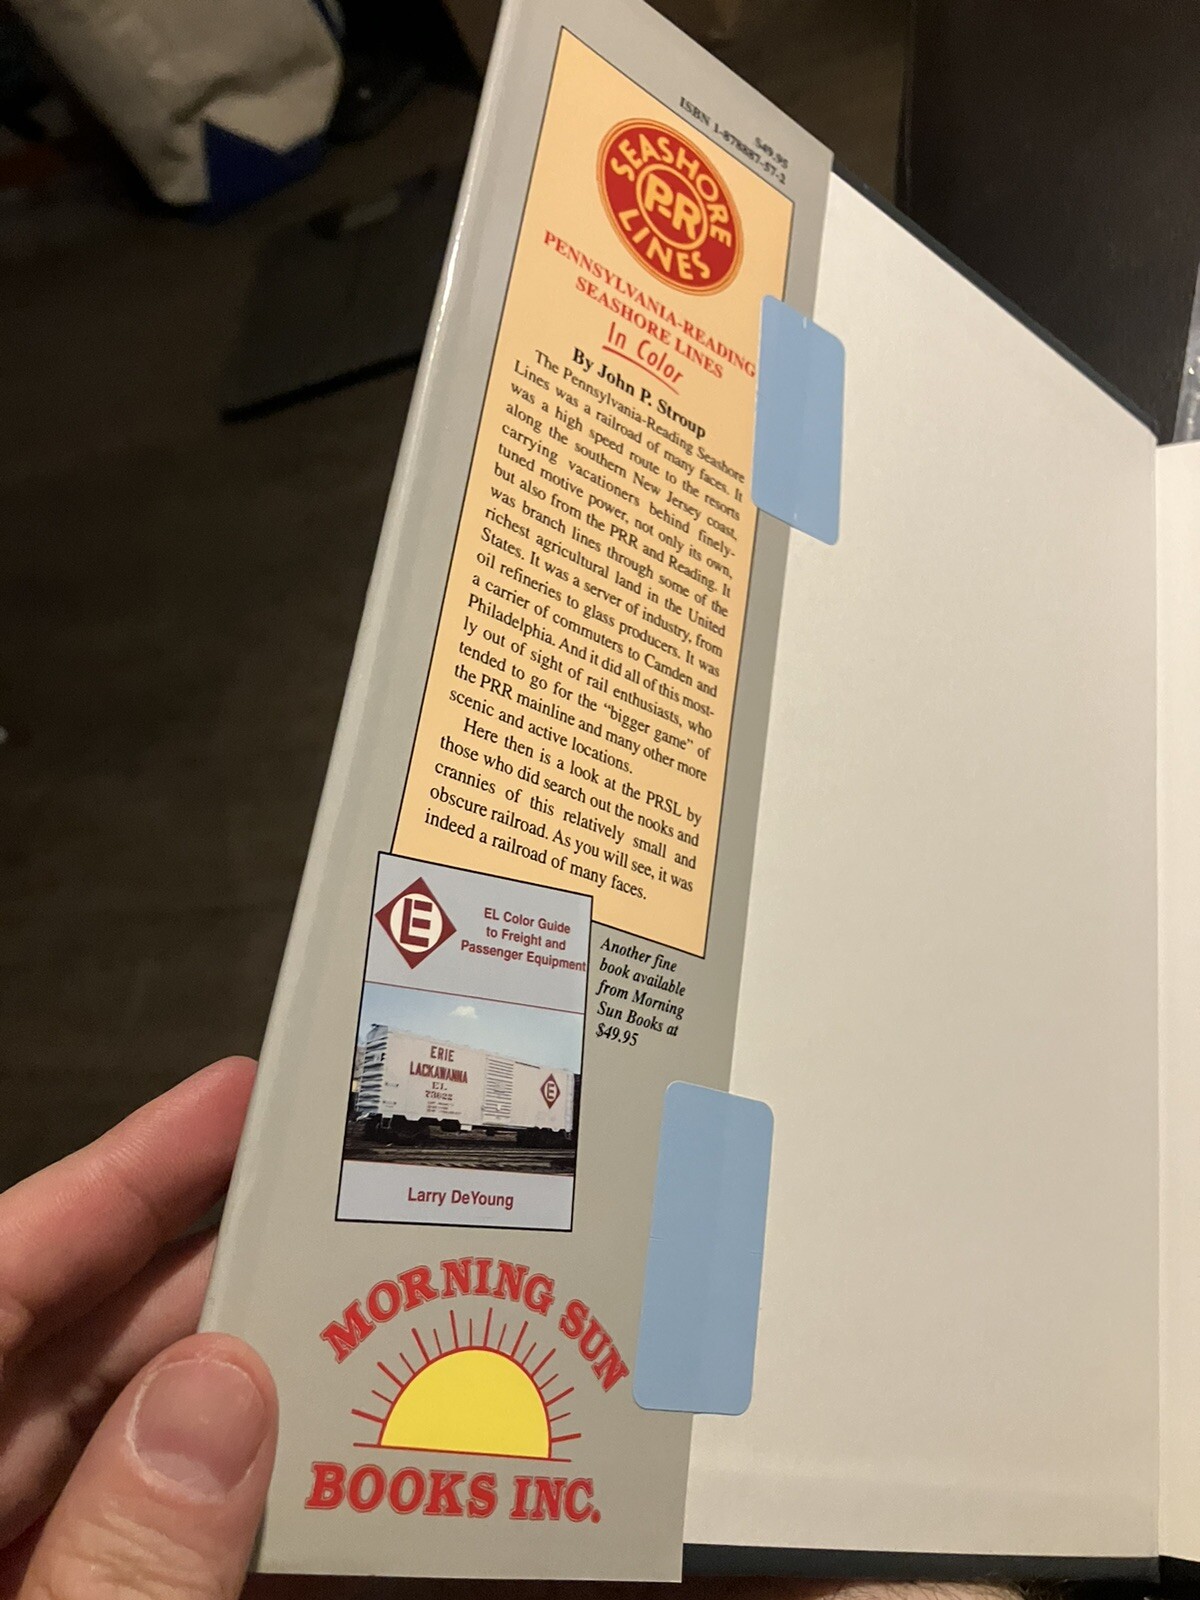 $49.95
ISBN 1-878887-57-2
SEASHORE
P-R
LINES
PENNSYLVANIA-READING
SEASHORE LINES
In Color
By John P. Stroup
The Pennsylvania-Reading Seashore
Lines was a railroad of many faces. It
was a high speed route to the resorts
along the southern New Jersey coast,
carrying vacationers behind finely-
tuned motive power, not only its own,
but also from the PRR and Reading. It
was branch lines through some of the
richest agricultural land in the United
States. It was a server of industry, from
oil refineries to glass producers. It was
a carrier of commuters to Camden and
Philadelphia. And it did all of this most-
ly out of sight of rail enthusiasts, who
tended to go for the “bigger game” of
the PRR mainline and many other more
scenic and active locations.
Here then is a look at the PRSL by
those who did search out the nooks and
crannies of this relatively small and
obscure railroad. As you will see, it was
indeed a railroad of many faces.
E
EL Color Guide
to Freight and
Passenger Equipment
ERIE
LACKAWANNA
EL
73622
E
Larry DeYoung
Another fine
book available
from Morning
Sun Books at
$49.95
MORNING SUN
BOOKS INC.